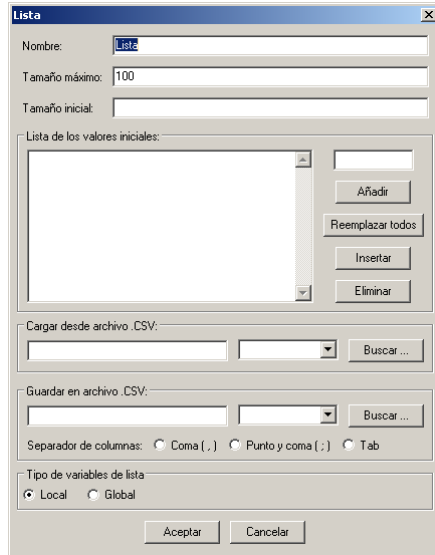 Lista
Nombre: Lista
Tamaño máximo: 100
Tamaño inicial:
Lista de los valores iniciales:
Añadir
Reemplazar todos
Insertar
Eliminar
Cargar desde archivo .CSV:
Buscar ...
Guardar en archivo .CSV:
Buscar ...
Separador de columnas: Coma ( , ) Punto y coma ( ; ) Tab
Tipo de variables de lista
Local Global
Aceptar Cancelar